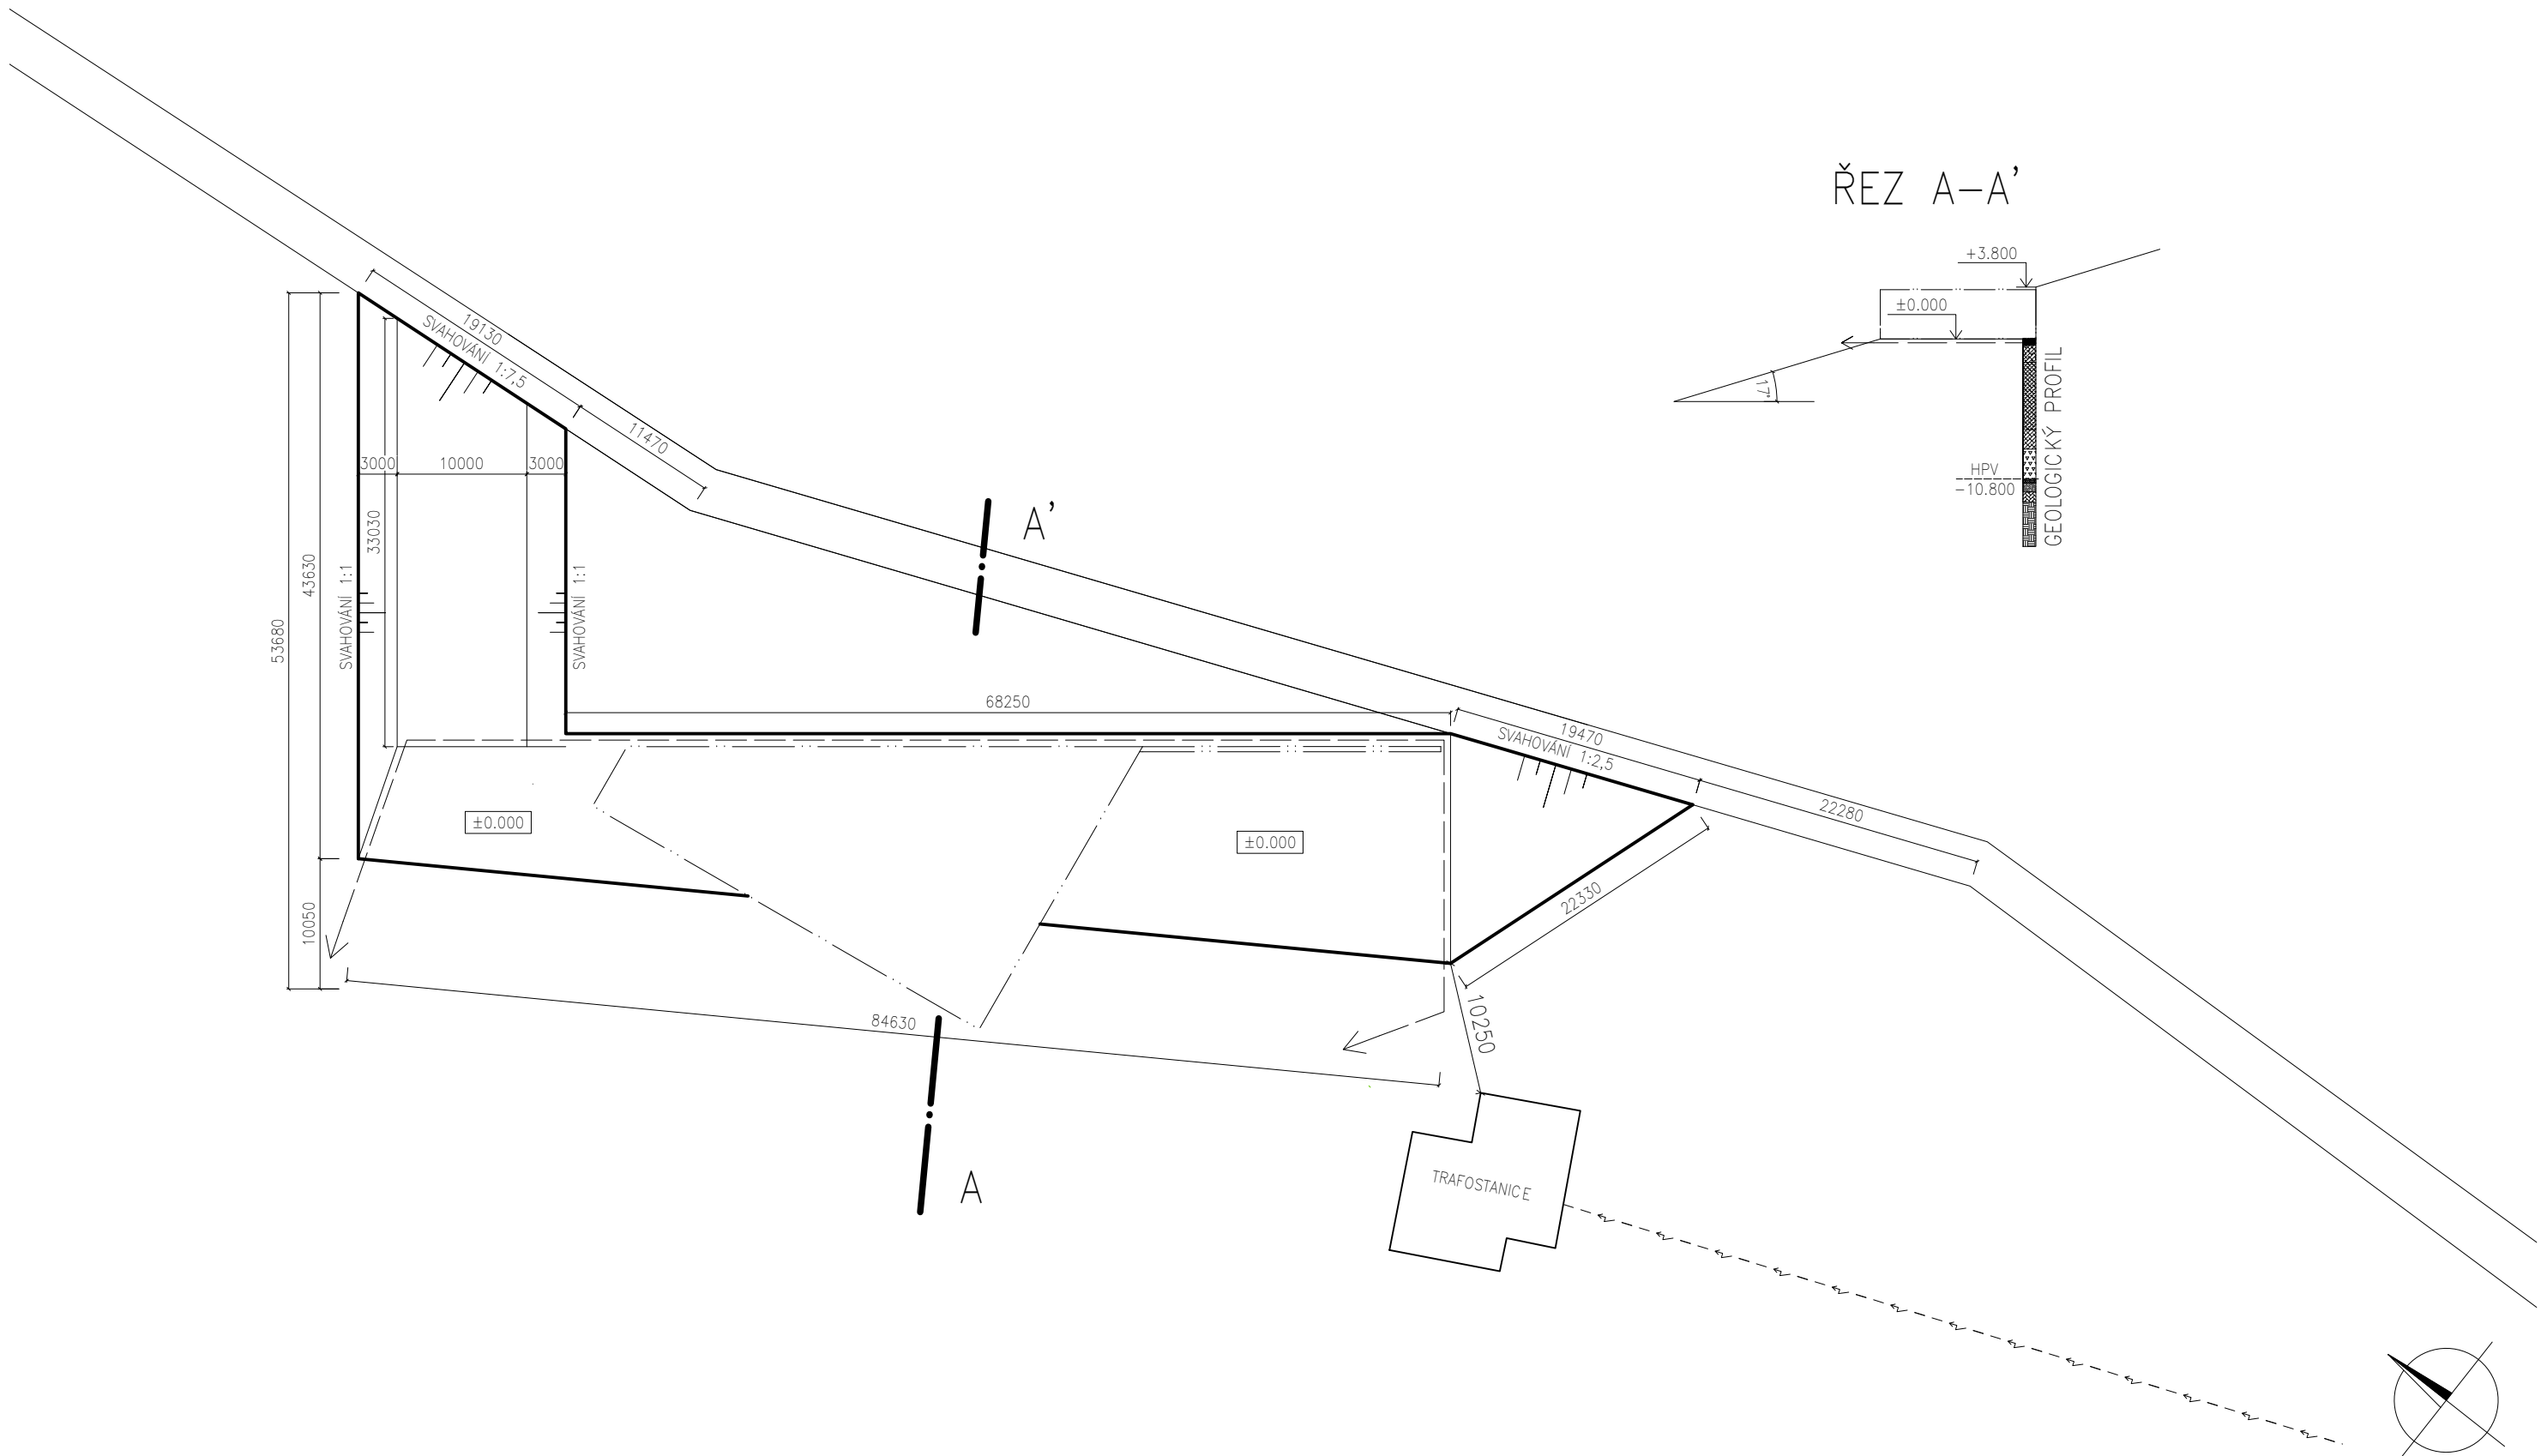 ŘEZ A–A'
+3.800
±0.000
17°
HPV
-10.800
GEOLOGICKÝ PROFIL
19130
SVAHOVÁNÍ 1:7,5
11470
3000
10000
3000
33030
43630
53680
10050
SVAHOVÁNÍ 1:1
SVAHOVÁNÍ 1:1
A'
68250
19470
SVAHOVÁNÍ 1:2,5
22280
±0.000
±0.000
22330
84630
10250
A
TRAFOSTANICE